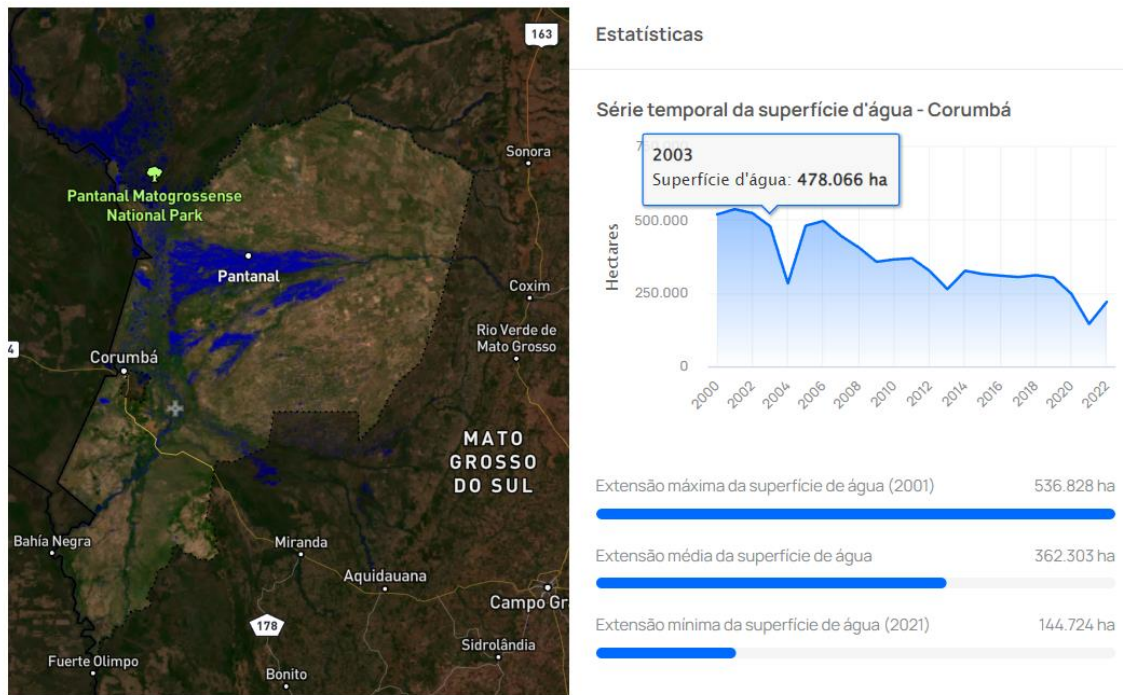 163
Sonora
Pantanal Matogrossense
National Park
Pantanal
Coxim
Rio Verde de
Mato Grosso
4
Corumbá
MATO
GROSSO
DO SUL
Bahía Negra
Miranda
Aquidauana
Campo Gr
178
Sidrolândia
Fuerte Olimpo
Bonito
Estatísticas
Série temporal da superfície d'água - Corumbá
2003
Superfície d'água: 478.066 ha
Hectares
500.000
250.000
0
2000
2002
2004
2006
2008
2010
2012
2014
2016
2018
2020
2022
Extensão máxima da superfície de água (2001) 536.828 ha
Extensão média da superfície de água 362.303 ha
Extensão mínima da superfície de água (2021) 144.724 ha